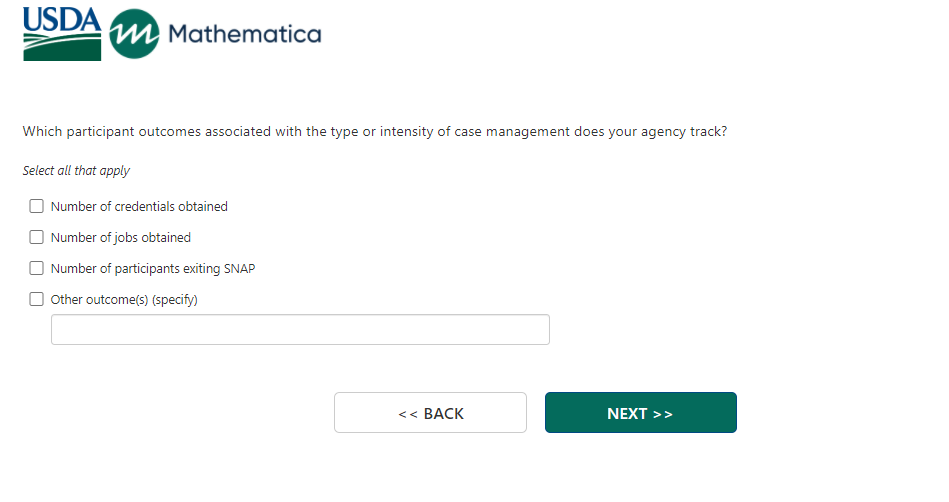 USDA
m Mathematica
Which participant outcomes associated with the type or intensity of case management does your agency track?
Select all that apply
Number of credentials obtained
Number of jobs obtained
Number of participants exiting SNAP
Other outcome(s) (specify)
<< BACK
NEXT >>